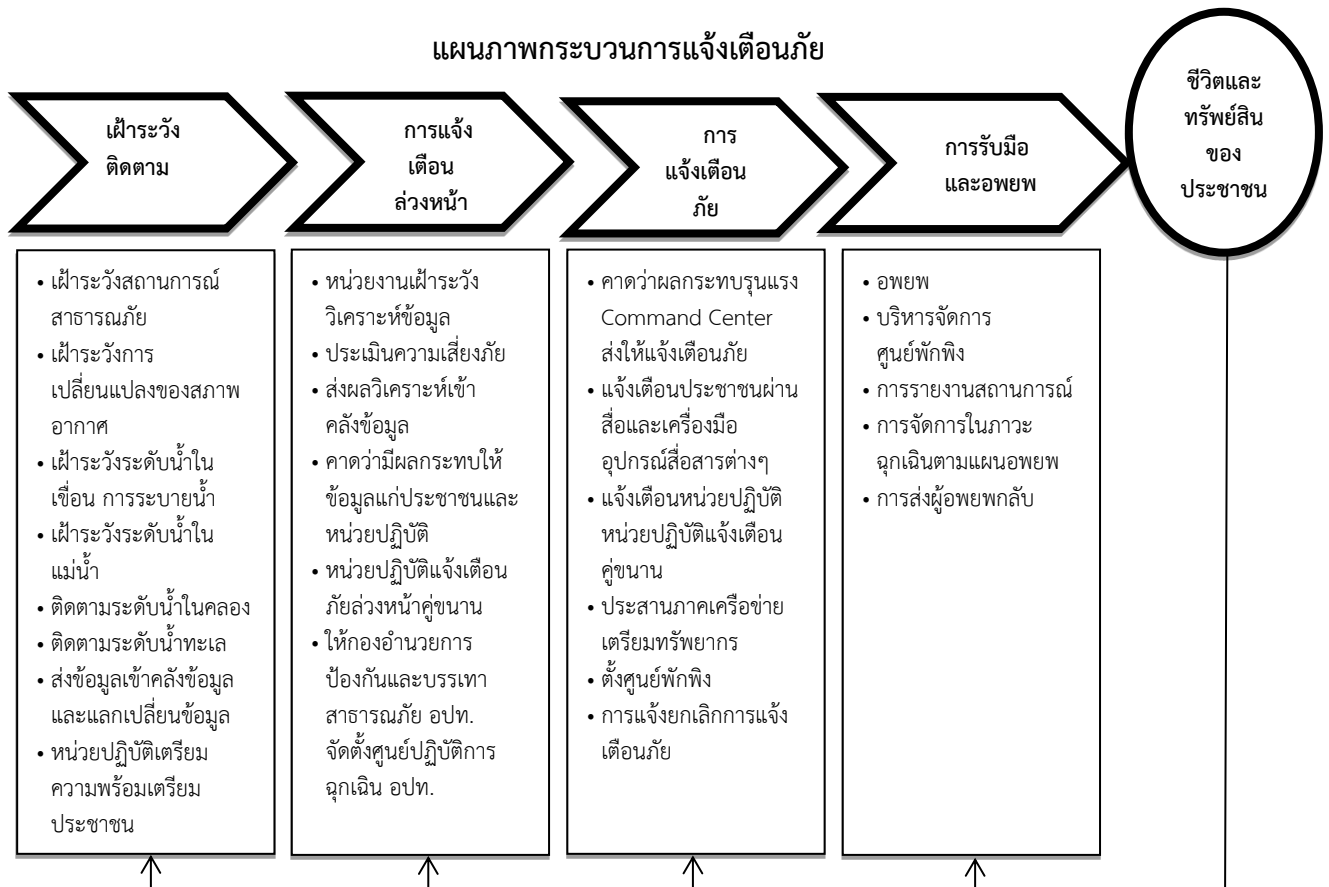 แผนภาพกระบวนการแจ้งเตือนภัย
เฝ้าระวัง
ติดตาม
การแจ้ง
เตือน
ล่วงหน้า
การ
แจ้งเตือน
ภัย
การรับมือ
และอพยพ
ชีวิตและ
ทรัพย์สิน
ของ
ประชาชน
• เฝ้าระวังสถานการณ์
สาธารณภัย
• เฝ้าระวังการ
เปลี่ยนแปลงของสภาพ
อากาศ
• เฝ้าระวังระดับน้ำใน
เขื่อน การระบายน้ำ
• เฝ้าระวังระดับน้ำใน
แม่น้ำ
• ติดตามระดับน้ำในคลอง
• ติดตามระดับน้ำทะเล
• ส่งข้อมูลเข้าคลังข้อมูล
และแลกเปลี่ยนข้อมูล
• หน่วยปฏิบัติเตรียม
ความพร้อมเตรียม
ประชาชน
• หน่วยงานเฝ้าระวัง
วิเคราะห์ข้อมูล
• ประเมินความเสี่ยงภัย
• ส่งผลวิเคราะห์เข้า
คลังข้อมูล
• คาดว่ามีผลกระทบให้
ข้อมูลแก่ประชาชนและ
หน่วยปฏิบัติ
• หน่วยปฏิบัติแจ้งเตือน
ภัยล่วงหน้าคู่ขนาน
• ให้กองอำนวยการ
ป้องกันและบรรเทา
สาธารณภัย อปท.
จัดตั้งศูนย์ปฏิบัติการ
ฉุกเฉิน อปท.
• คาดว่าผลกระทบรุนแรง
Command Center
ส่งให้แจ้งเตือนภัย
• แจ้งเตือนประชาชนผ่าน
สื่อและเครื่องมือ
อุปกรณ์สื่อสารต่างๆ
• แจ้งเตือนหน่วยปฏิบัติ
หน่วยปฏิบัติแจ้งเตือน
คู่ขนาน
• ประสานภาคเครือข่าย
เตรียมทรัพยากร
• ตั้งศูนย์พักพิง
• การแจ้งยกเลิกการแจ้ง
เตือนภัย
• อพยพ
• บริหารจัดการ
ศูนย์พักพิง
• การรายงานสถานการณ์
• การจัดการในภาวะ
ฉุกเฉินตามแผนอพยพ
• การส่งผู้อพยพกลับ